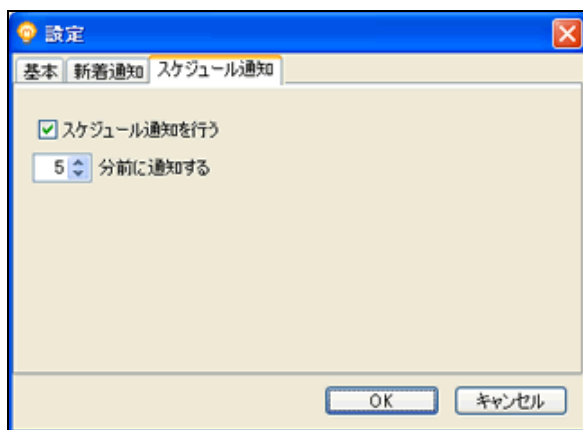 設定
基本 新着通知 スケジュール通知
スケジュール通知を行う
5 分前に通知する
OK キャンセル